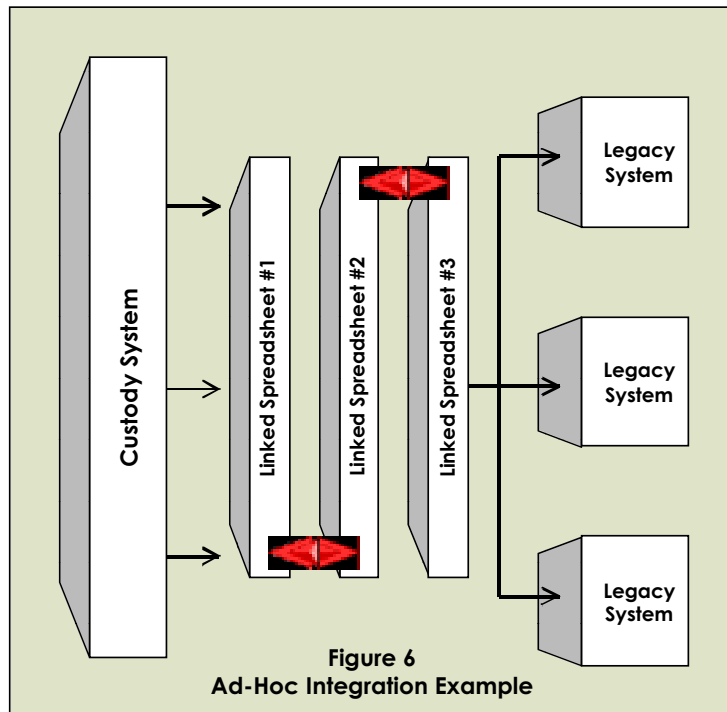 Custody System
Linked Spreadsheet #1
Linked Spreadsheet #2
Linked Spreadsheet #3
Legacy
System
Legacy
System
Legacy
System
Figure 6
Ad-Hoc Integration Example